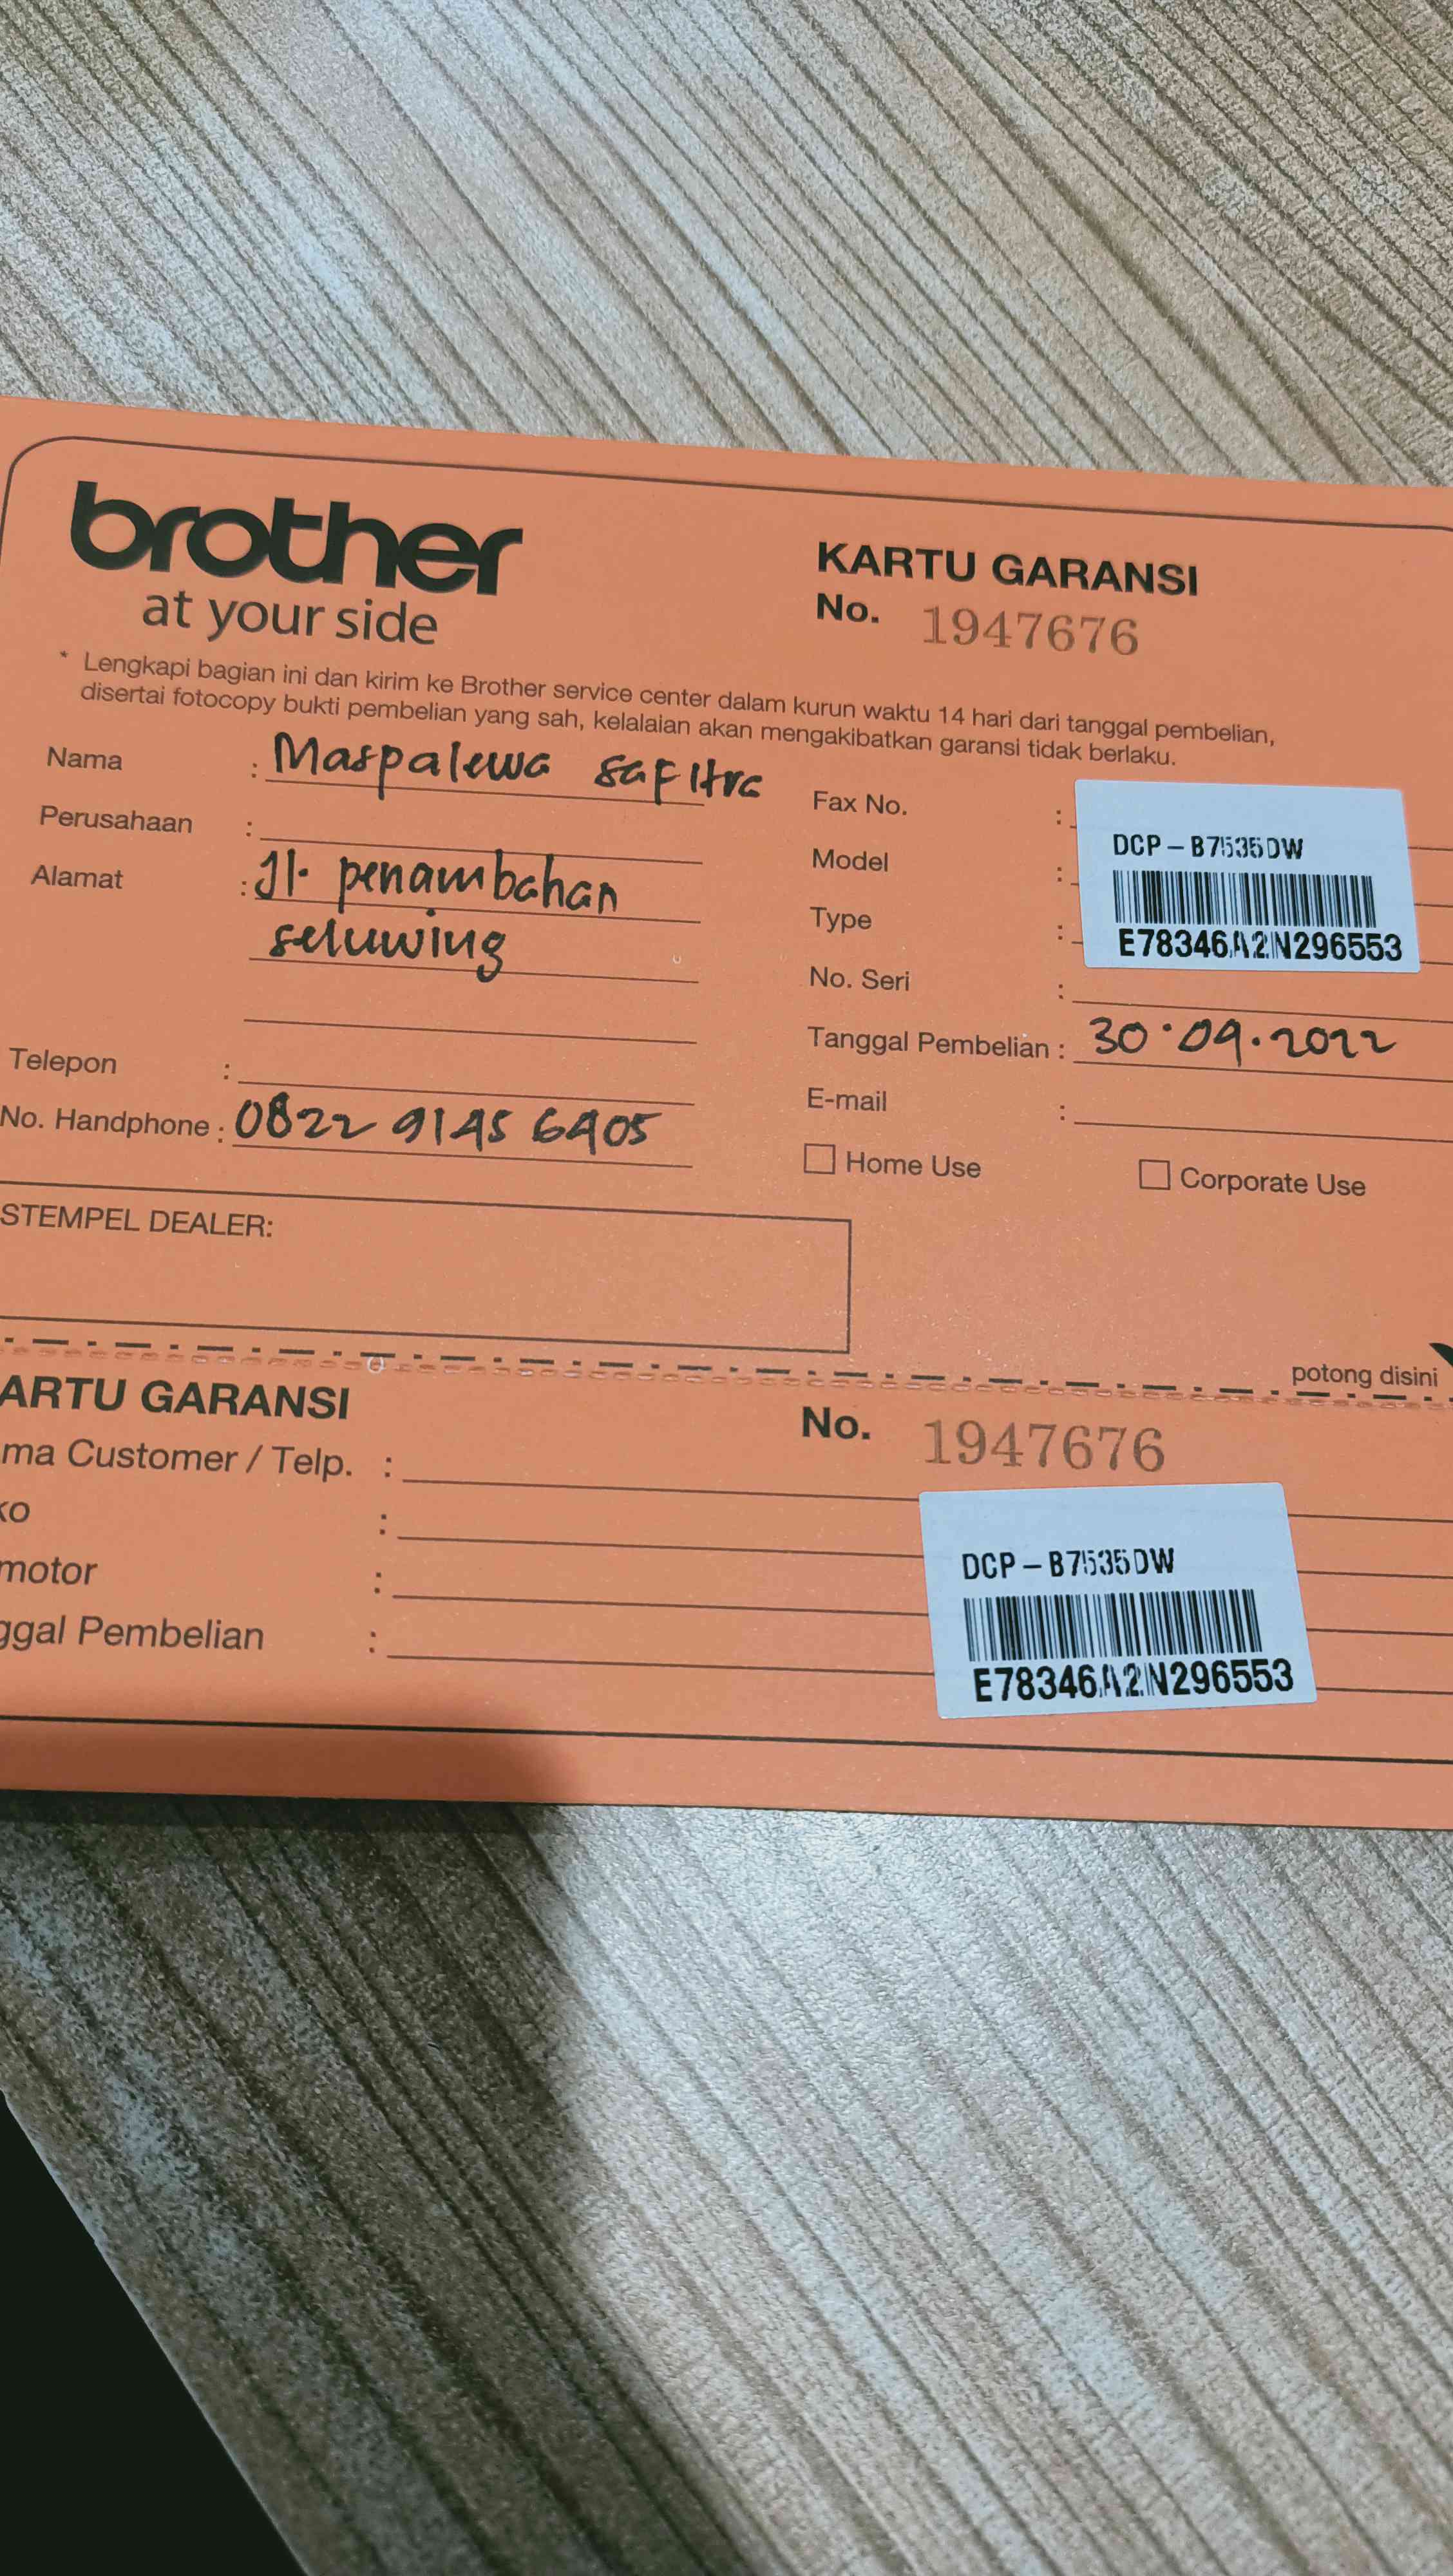 brother
at your side
KARTU GARANSI
No. 1947676
* Lengkapi bagian ini dan kirim ke Brother service center dalam kurun waktu 14 hari dari tanggal pembelian,
disertai fotocopy bukti pembelian yang sah, kelalaian akan mengakibatkan garansi tidak berlaku.
Nama : Maspalewa safitra
Perusahaan :
Alamat : Jl. penambahan
seluwing
Telepon :
No. Handphone : 0822 9145 6405
Fax No. :
Model :
Type :
DCP-B7535DW
E78346A2N296553
No. Seri :
Tanggal Pembelian : 30.09.2022
E-mail :
Home Use
Corporate Use
STEMPEL DEALER:
potong disini
ARTU GARANSI
No. 1947676
ma Customer / Telp. :
ko :
motor :
ggal Pembelian :
DCP-B7535DW
E78346A2N296553